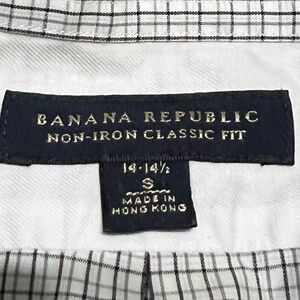 BANANA REPUBLIC
NON-IRON CLASSIC FIT
14·14½
S
MADE IN
HONG KONG